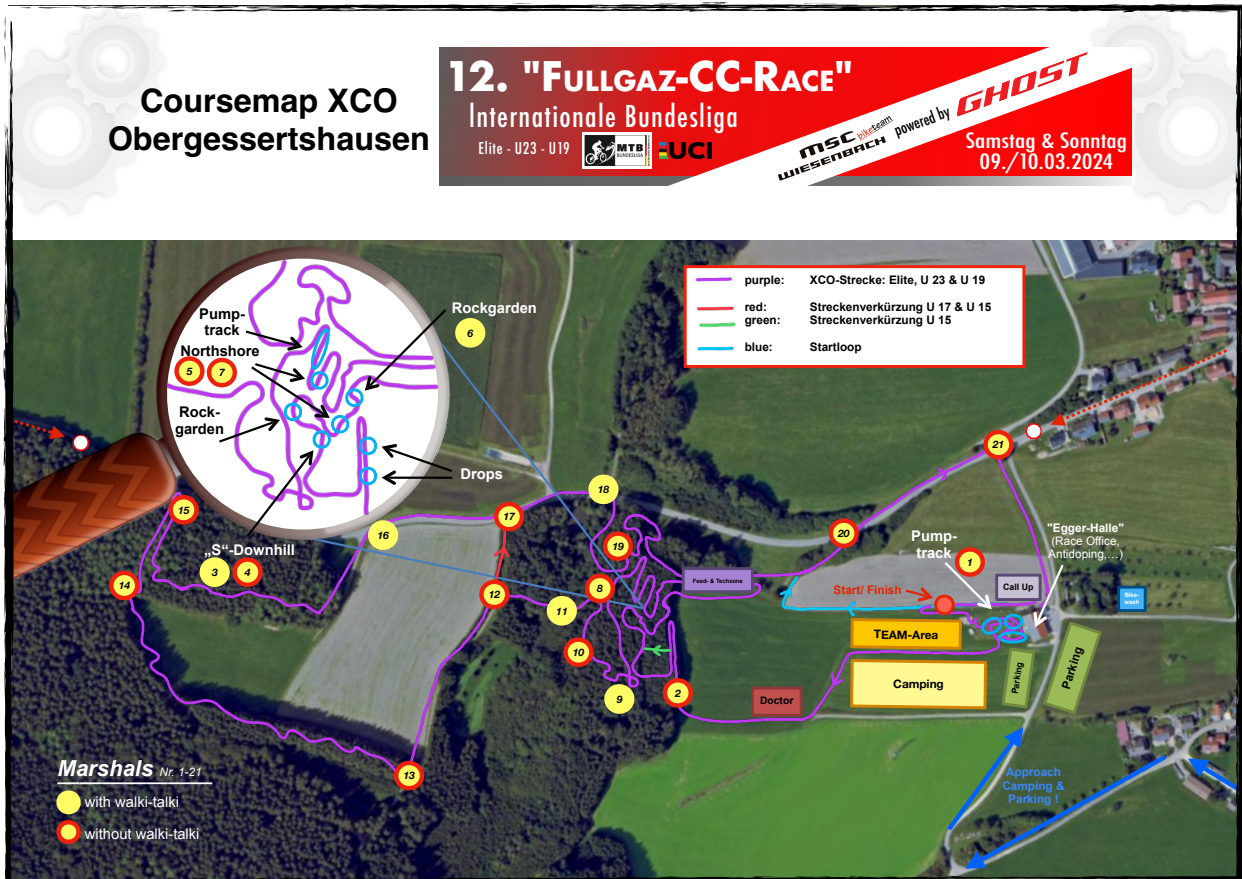 Coursemap XCO
Obergessertshausen
12. "FULLGAZ-CC-RACE"
Internationale Bundesliga
Elite - U23 - U19
MTB
BUNDESLIGA
UCI
MSC biketeam
WIESENBACH
powered by
GHOST
Samstag & Sonntag
09./10.03.2024
purple: XCO-Strecke: Elite, U 23 & U 19
red: Streckenverkürzung U 17 & U 15
green: Streckenverkürzung U 15
blue: Startloop
Pump-
track
Northshore
5 7
Rock-
garden
Rockgarden
6
Drops
„S“-Downhill
3 4
15
16
17
18
19
14
12
11
8
10
9
2
13
20
21
Feed- & Techzone
Pump-
track
1
"Egger-Halle"
(Race Office,
Antidoping,...)
Start/ Finish
Call Up
Bike-
wash
TEAM-Area
Camping
Parking
Parking
Doctor
Approach
Camping &
Parking !
Marshals Nr. 1-21
with walki-talki
without walki-talki